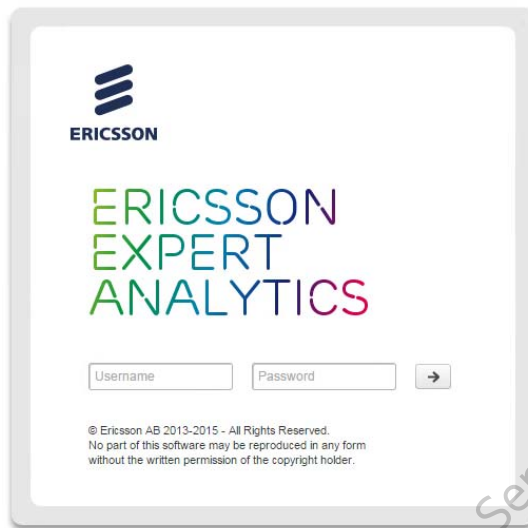 ERICSSON
ERICSSON
EXPERT
ANALYTICS
Username
Password
© Ericsson AB 2013-2015 - All Rights Reserved.
No part of this software may be reproduced in any form
without the written permission of the copyright holder.